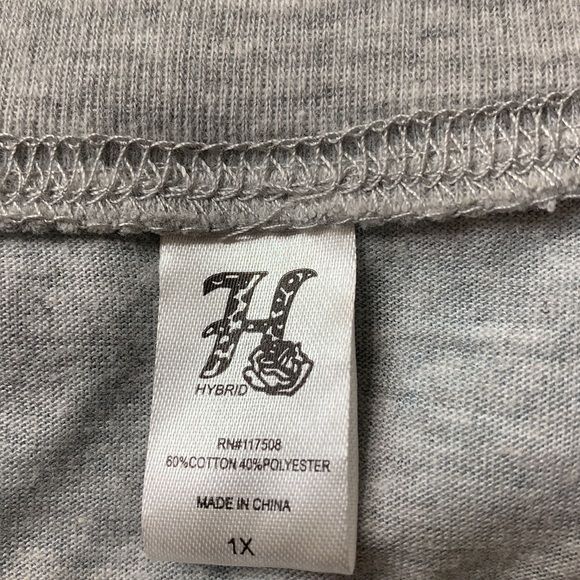 H
HYBRID
RN#117508
60%COTTON 40%POLYESTER
MADE IN CHINA
1X